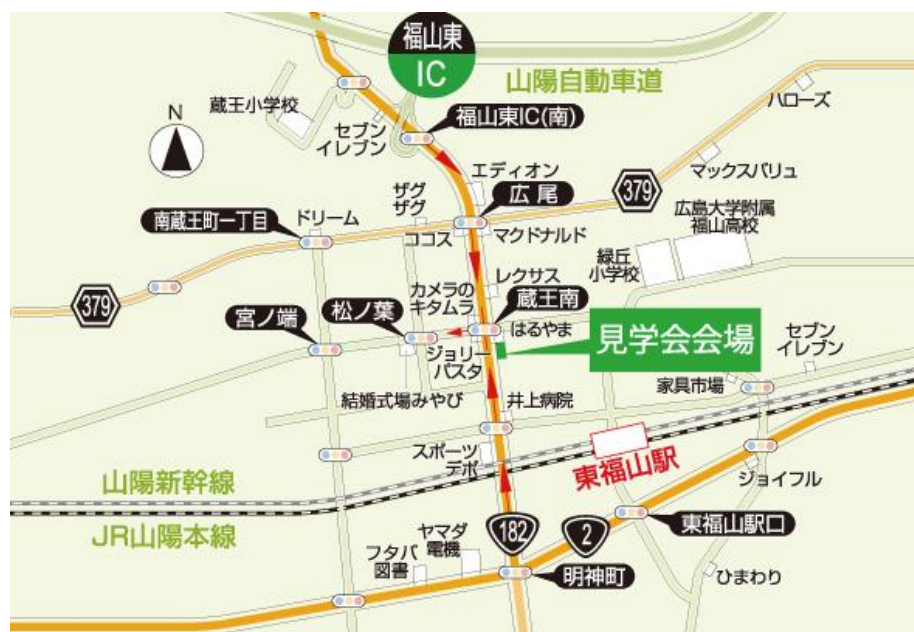 福山東
IC
山陽自動車道
蔵王小学校
セブン
イレブン
福山東IC(南)
ハローズ
N
エディオン
マックスバリュ
ザグ
ザグ
広尾
379
広島大学附属
福山高校
南蔵王町一丁目
ドリーム
ココス
マクドナルド
緑丘
小学校
レクサス
379
カメラの
キタムラ
蔵王南
宮ノ端
松ノ葉
はるやま
見学会会場
セブン
イレブン
ジョリー
パスタ
家具市場
結婚式場みやび
井上病院
スポーツ
デポ
東福山駅
ジョイフル
山陽新幹線
JR山陽本線
182
2
東福山駅口
ヤマダ
電機
フタバ
図書
明神町
ひまわり